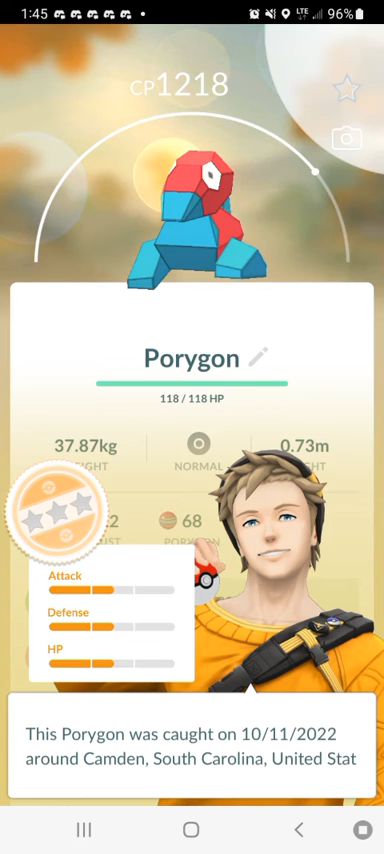 1:45
LTE
96%
CP1218
Porygon
118 / 118 HP
37.87kg
0.73m
NORMAL
68
Attack
Defense
HP
This Porygon was caught on 10/11/2022
around Camden, South Carolina, United Stat